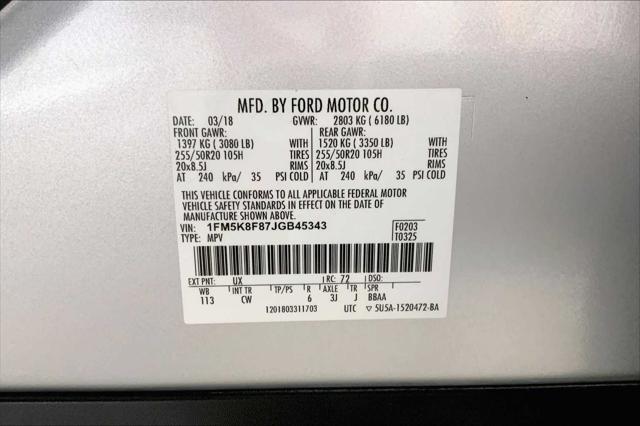 MFD. BY FORD MOTOR CO.
DATE: 03/18 GVWR: 2803 KG ( 6180 LB)
FRONT GAWR: REAR GAWR:
1397 KG ( 3080 LB) WITH 1520 KG ( 3350 LB) WITH
255/50R20 105H TIRES 255/50R20 105H TIRES
20x8.5J RIMS 20x8.5J RIMS
AT 240 kPa/ 35 PSI COLD AT 240 kPa/ 35 PSI COLD
THIS VEHICLE CONFORMS TO ALL APPLICABLE FEDERAL MOTOR
VEHICLE SAFETY STANDARDS IN EFFECT ON THE DATE OF
MANUFACTURE SHOWN ABOVE.
VIN: 1FM5K8F87JGB45343 F0203
TYPE: MPV T0325
EXT PNT: UX RC: 72 DSO:
WB INT TR TP/PS R AXLE TR SPR
113 CW 6 3J J BBAA
1201803311703 UTC ▽ 5U5A-1520472-BA